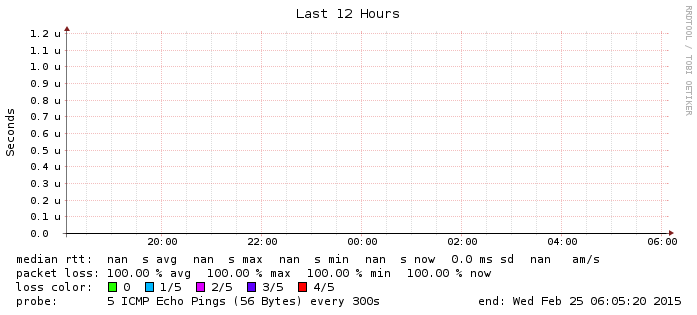 Last 12 Hours
RRDTOOL / TOBI OETIKER
Seconds
1.2 u
1.1 u
1.0 u
0.9 u
0.8 u
0.7 u
0.6 u
0.5 u
0.4 u
0.3 u
0.2 u
0.1 u
0.0
20:00 22:00 00:00 02:00 04:00 06:00
median rtt: nan s avg nan s max nan s min nan s now 0.0 ms sd nan am/s
packet loss: 100.00 % avg 100.00 % max 100.00 % min 100.00 % now
loss color: 0 1/5 2/5 3/5 4/5
probe: 5 ICMP Echo Pings (56 Bytes) every 300s end: Wed Feb 25 06:05:20 2015